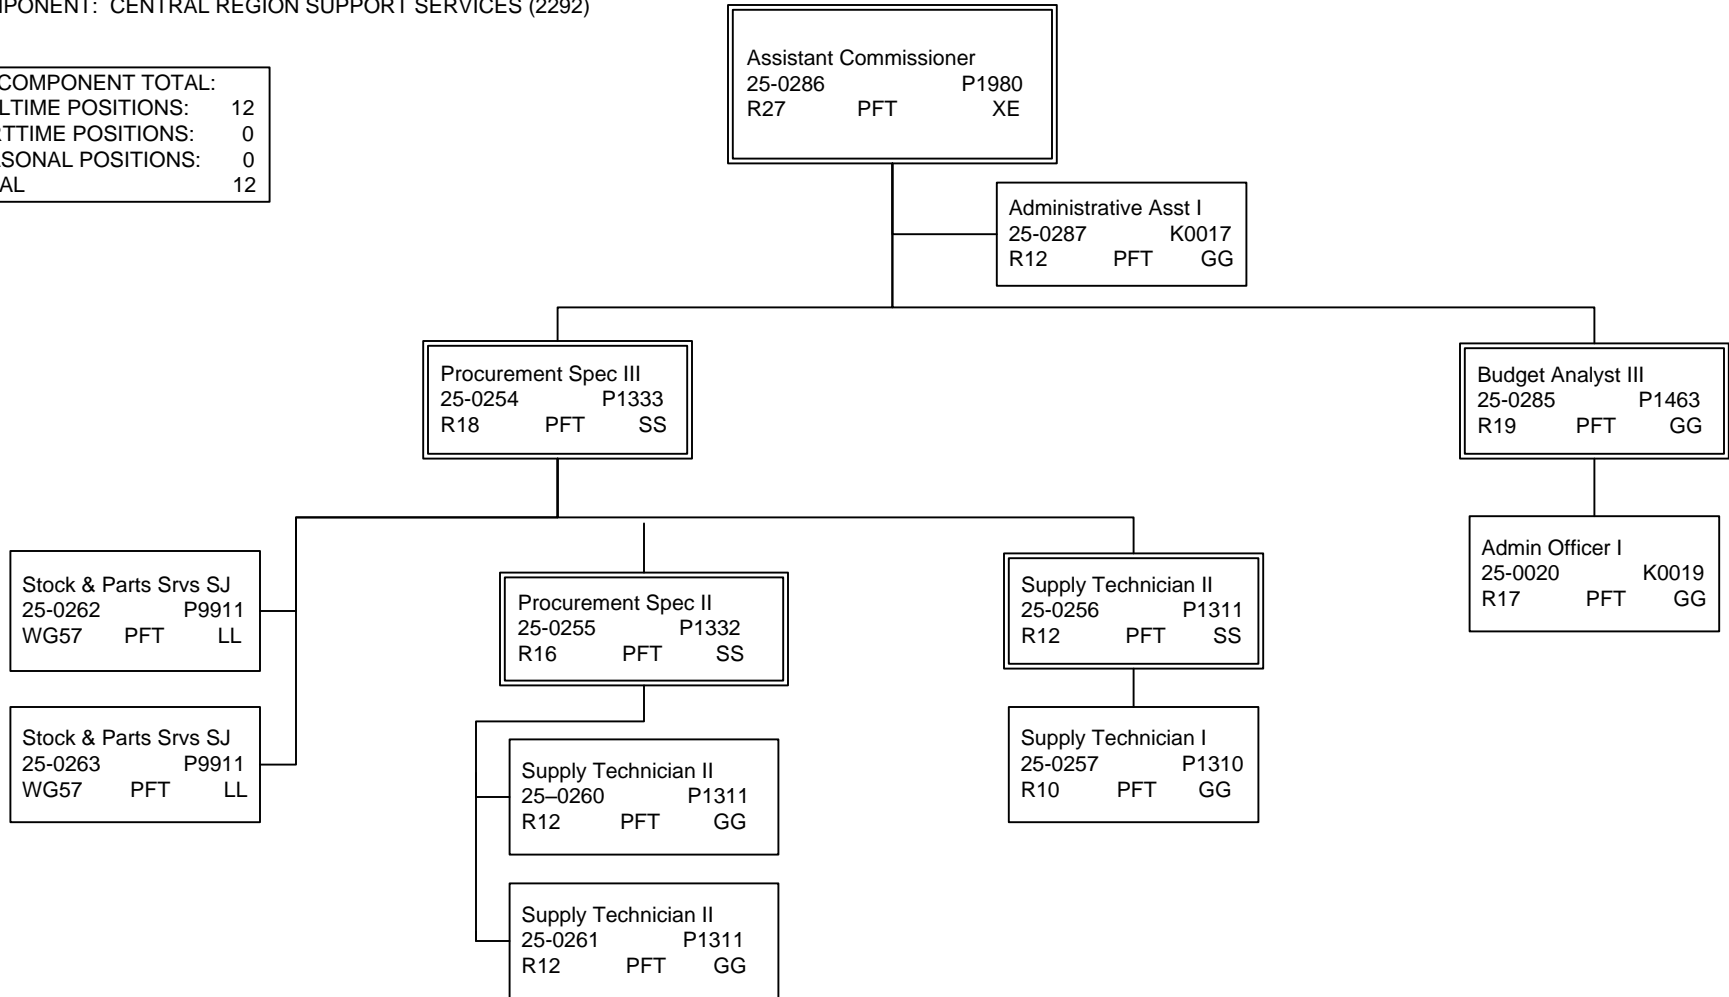 COMPONENT: CENTRAL REGION SUPPORT SERVICES (2292)
COMPONENT TOTAL:
POSITIONS: 12
POSITIONS: 0
POSITIONS: 0
12
Assistant Commissioner
25-0286 P1980
R27 PFT XE
Administrative Asst I
25-0287 K0017
R12 PFT GG
Procurement Spec III
25-0254 P1333
R18 PFT SS
Budget Analyst III
25-0285 P1463
R19 PFT GG
Stock & Parts Srvs SJ
25-0262 P9911
WG57 PFT LL
Procurement Spec II
25-0255 P1332
R16 PFT SS
Supply Technician II
25-0256 P1311
R12 PFT SS
Admin Officer I
25-0020 K0019
R17 PFT GG
Stock & Parts Srvs SJ
25-0263 P9911
WG57 PFT LL
Supply Technician II
25–0260 P1311
R12 PFT GG
Supply Technician I
25-0257 P1310
R10 PFT GG
Supply Technician II
25-0261 P1311
R12 PFT GG